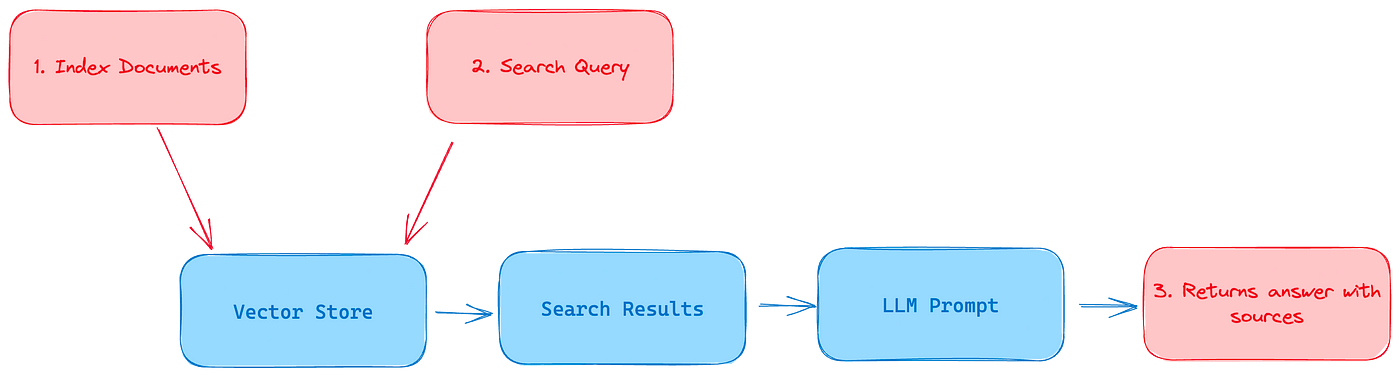 1. Index Documents
2. Search Query
Vector Store
Search Results
LLM Prompt
3. Returns answer with
sources